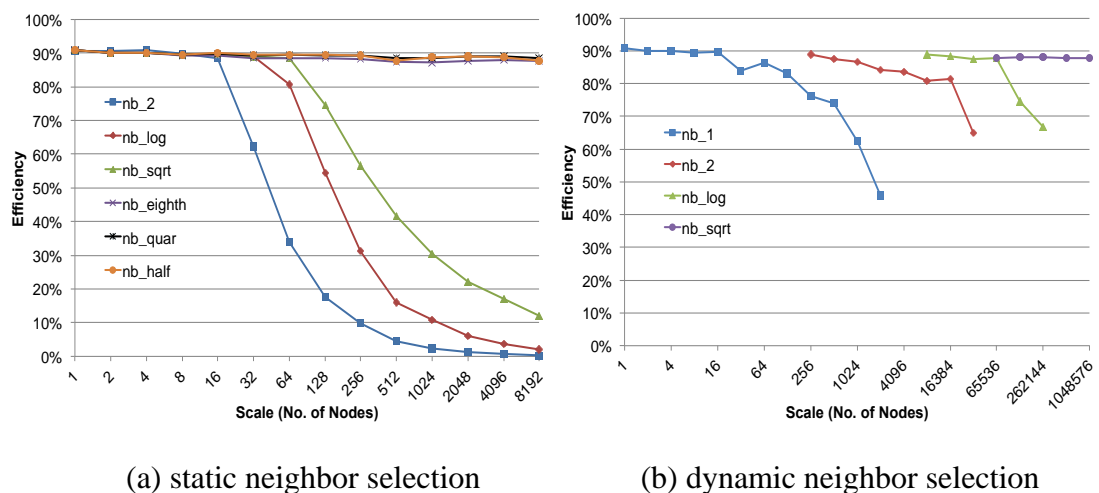 100%
90%
80%
70%
60%
50%
40%
30%
20%
10%
0%
Efficiency
nb_2
nb_log
nb_sqrt
nb_eighth
nb_quar
nb_half
1 2 4 8 16 32 64 128 256 512 1024 2048 4096 8192
Scale (No. of Nodes)
(a) static neighbor selection
100%
90%
80%
70%
60%
50%
40%
30%
20%
10%
0%
Efficiency
nb_1
nb_2
nb_log
nb_sqrt
1 4 16 64 256 1024 4096 16384 65536 262144 1048576
Scale (No. of Nodes)
(b) dynamic neighbor selection